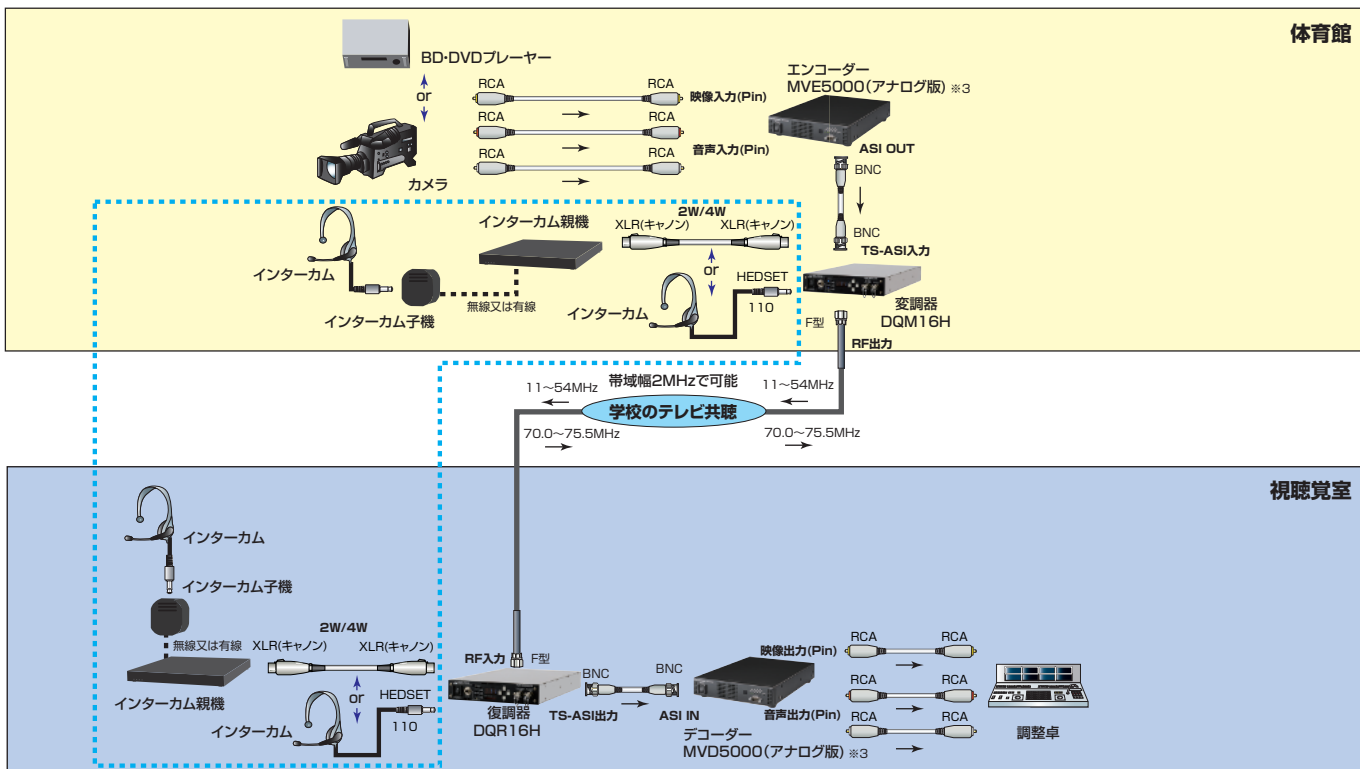 体育館
BD・DVDプレーヤー
or
カメラ
RCA
RCA
映像入力(Pin)
RCA
RCA
音声入力(Pin)
RCA
RCA
エンコーダー
MVE5000(アナログ版) ※3
ASI OUT
BNC
BNC
TS-ASI入力
インターカム
インターカム子機
無線又は有線
インターカム親機
2W/4W
XLR(キャノン)
XLR(キャノン)
or
インターカム
HEDSET
110
変調器
DQM16H
F型
RF出力
帯域幅2MHzで可能
11〜54MHz
11〜54MHz
学校のテレビ共聴
70.0〜75.5MHz
70.0〜75.5MHz
視聴覚室
インターカム
インターカム子機
無線又は有線
インターカム親機
2W/4W
XLR(キャノン)
XLR(キャノン)
or
インターカム
HEDSET
110
RF入力
F型
復調器
DQR16H
BNC
BNC
TS-ASI出力
ASI IN
デコーダー
MVD5000(アナログ版) ※3
映像出力(Pin)
RCA
RCA
RCA
RCA
音声出力(Pin)
RCA
RCA
調整卓